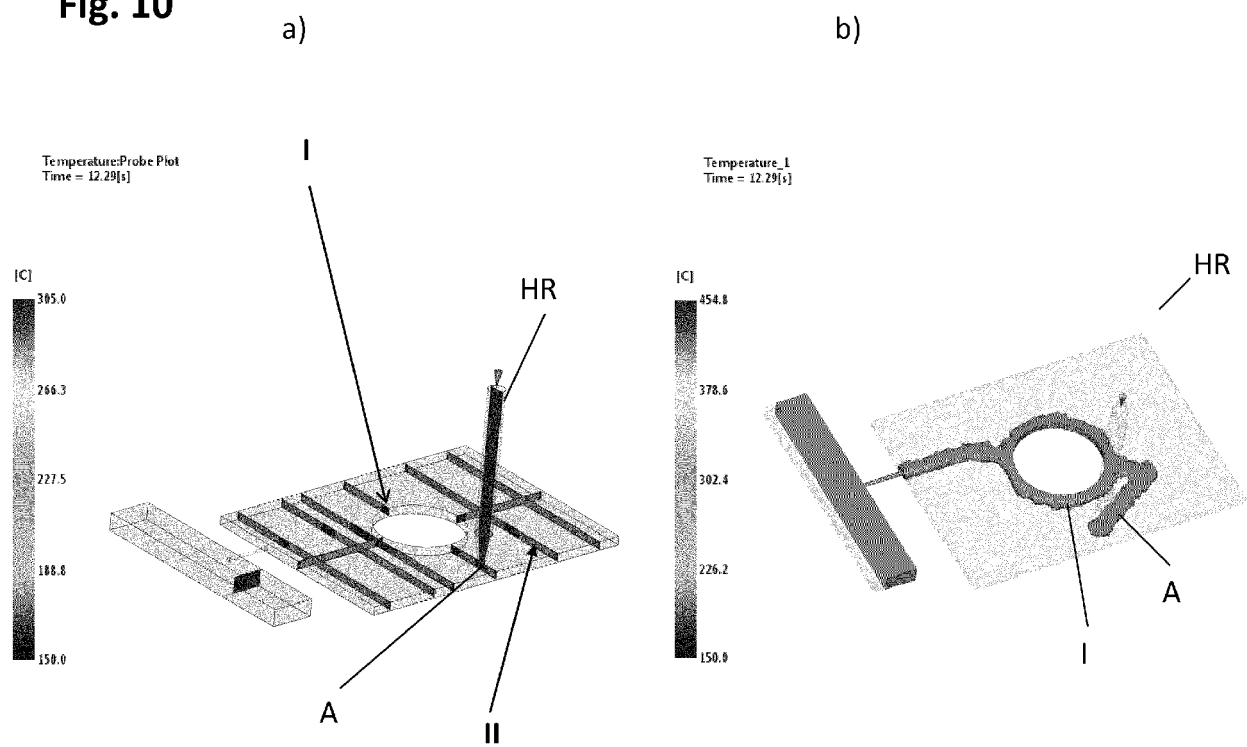 Fig. 10
a)
b)
I
Temperature:Probe Plot
Time = 12.29[s]
Temperature_1
Time = 12.29[s]
HR
HR
[C]
305.0
266.3
227.5
188.8
150.0
[C]
454.8
378.6
302.4
226.2
150.0
A
II
A
I